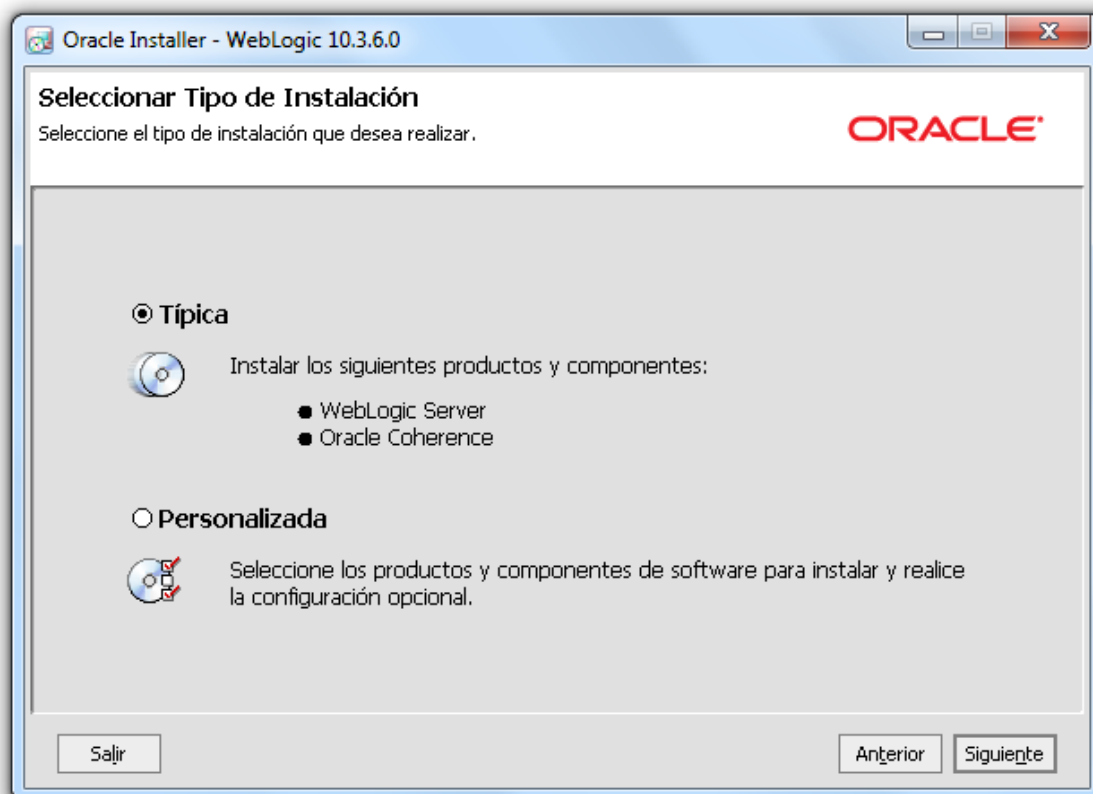 Oracle Installer - WebLogic 10.3.6.0
Seleccionar Tipo de Instalación
Seleccione el tipo de instalación que desea realizar.
ORACLE
Típica
Instalar los siguientes productos y componentes:
● WebLogic Server
● Oracle Coherence
Personalizada
Seleccione los productos y componentes de software para instalar y realice
la configuración opcional.
Salir
Anterior
Siguiente